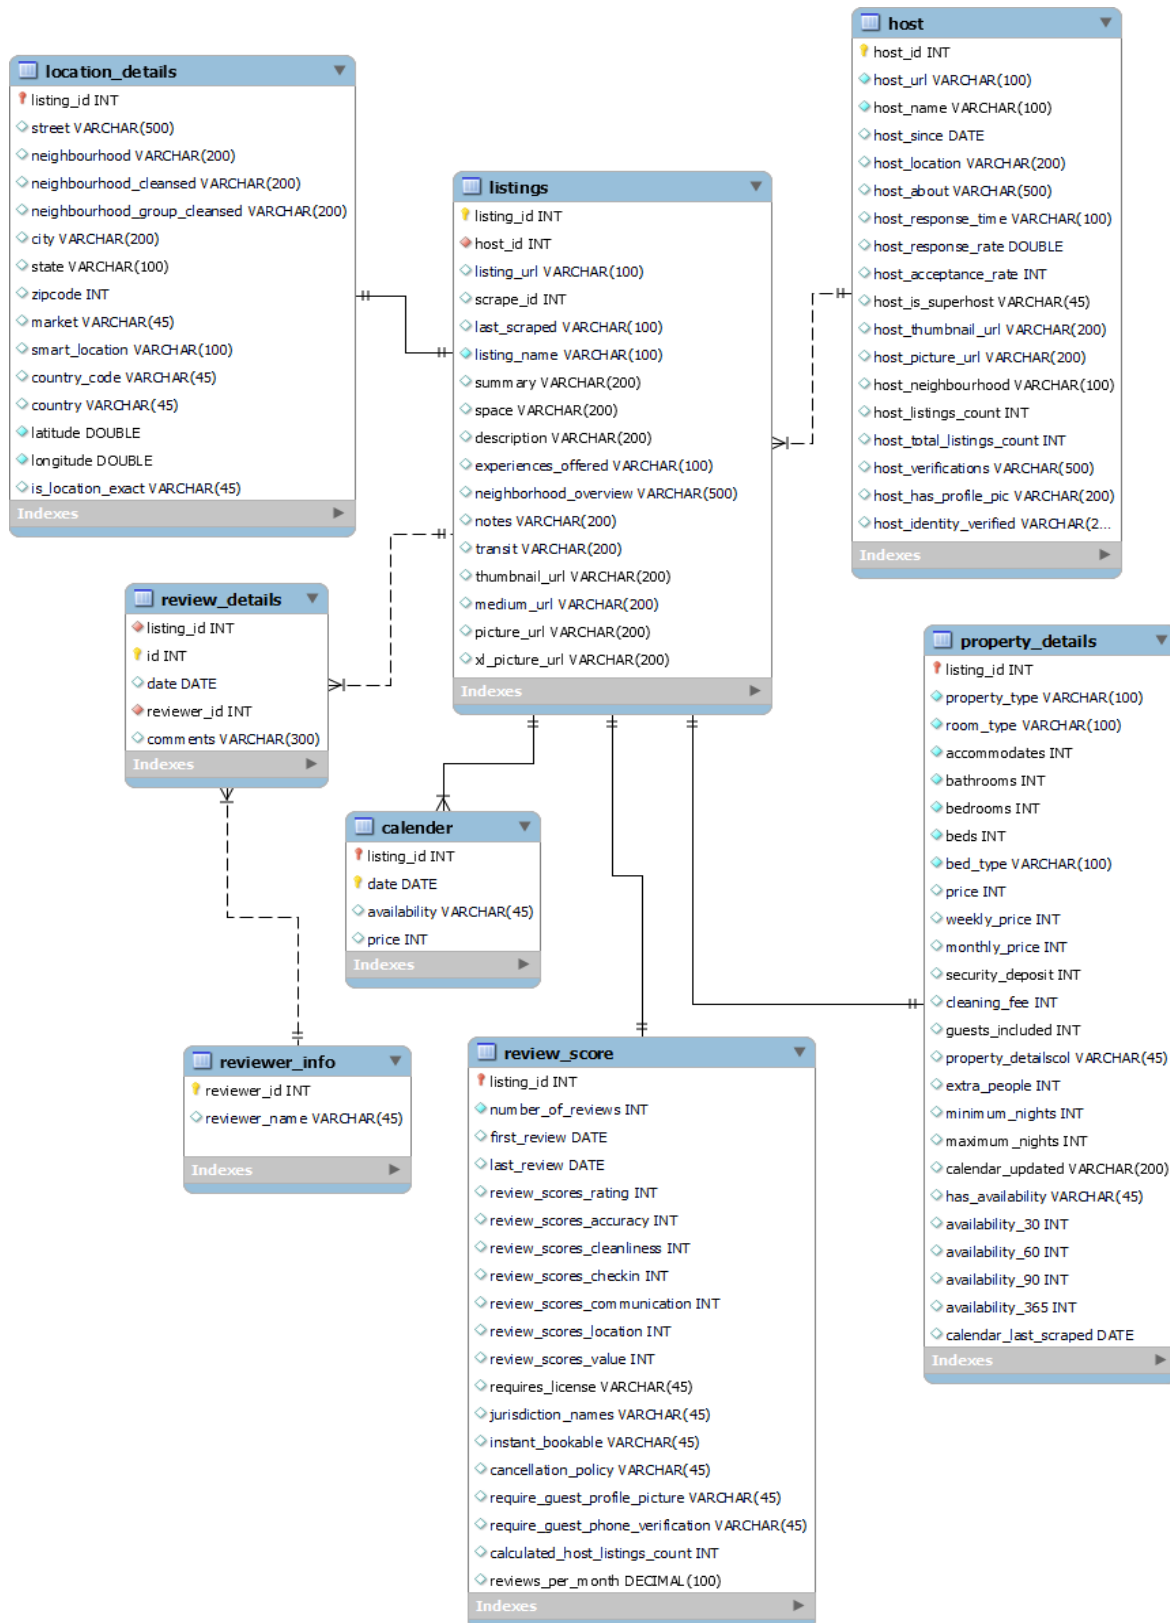 host
host_id INT
host_url VARCHAR(100)
host_name VARCHAR(100)
host_since DATE
host_location VARCHAR(200)
host_about VARCHAR(500)
host_response_time VARCHAR(100)
host_response_rate DOUBLE
host_acceptance_rate INT
host_is_superhost VARCHAR(45)
host_thumbnail_url VARCHAR(200)
host_picture_url VARCHAR(200)
host_neighbourhood VARCHAR(100)
host_listings_count INT
host_total_listings_count INT
host_verifications VARCHAR(500)
host_has_profile_pic VARCHAR(200)
host_identity_verified VARCHAR(2...
Indexes
location_details
listing_id INT
street VARCHAR(500)
neighbourhood VARCHAR(200)
neighbourhood_cleansed VARCHAR(200)
neighbourhood_group_cleansed VARCHAR(200)
city VARCHAR(200)
state VARCHAR(100)
zipcode INT
market VARCHAR(45)
smart_location VARCHAR(100)
country_code VARCHAR(45)
country VARCHAR(45)
latitude DOUBLE
longitude DOUBLE
is_location_exact VARCHAR(45)
Indexes
listings
listing_id INT
host_id INT
listing_url VARCHAR(100)
scrape_id INT
last_scraped VARCHAR(100)
listing_name VARCHAR(100)
summary VARCHAR(200)
space VARCHAR(200)
description VARCHAR(200)
experiences_offered VARCHAR(100)
neighborhood_overview VARCHAR(500)
notes VARCHAR(200)
transit VARCHAR(200)
thumbnail_url VARCHAR(200)
medium_url VARCHAR(200)
picture_url VARCHAR(200)
xl_picture_url VARCHAR(200)
Indexes
review_details
listing_id INT
id INT
date DATE
reviewer_id INT
comments VARCHAR(300)
Indexes
property_details
listing_id INT
property_type VARCHAR(100)
room_type VARCHAR(100)
accommodates INT
bathrooms INT
bedrooms INT
beds INT
bed_type VARCHAR(100)
price INT
weekly_price INT
monthly_price INT
security_deposit INT
cleaning_fee INT
guests_included INT
property_detailscol VARCHAR(45)
extra_people INT
minimum_nights INT
maximum_nights INT
calendar_updated VARCHAR(200)
has_availability VARCHAR(45)
availability_30 INT
availability_60 INT
availability_90 INT
availability_365 INT
calendar_last_scraped DATE
Indexes
calender
listing_id INT
date DATE
availability VARCHAR(45)
price INT
Indexes
reviewer_info
reviewer_id INT
reviewer_name VARCHAR(45)
Indexes
review_score
listing_id INT
number_of_reviews INT
first_review DATE
last_review DATE
review_scores_rating INT
review_scores_accuracy INT
review_scores_cleanliness INT
review_scores_checkin INT
review_scores_communication INT
review_scores_location INT
review_scores_value INT
requires_license VARCHAR(45)
jurisdiction_names VARCHAR(45)
instant_bookable VARCHAR(45)
cancellation_policy VARCHAR(45)
require_guest_profile_picture VARCHAR(45)
require_guest_phone_verification VARCHAR(45)
calculated_host_listings_count INT
reviews_per_month DECIMAL(100)
Indexes